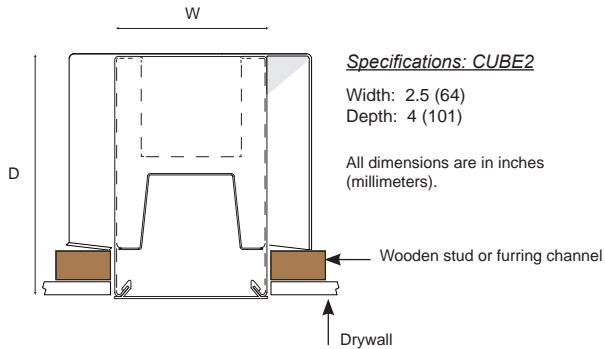 W
Specifications: CUBE2
Width: 2.5 (64)
Depth: 4 (101)
D
All dimensions are in inches
(millimeters).
Wooden stud or furring channel
Drywall